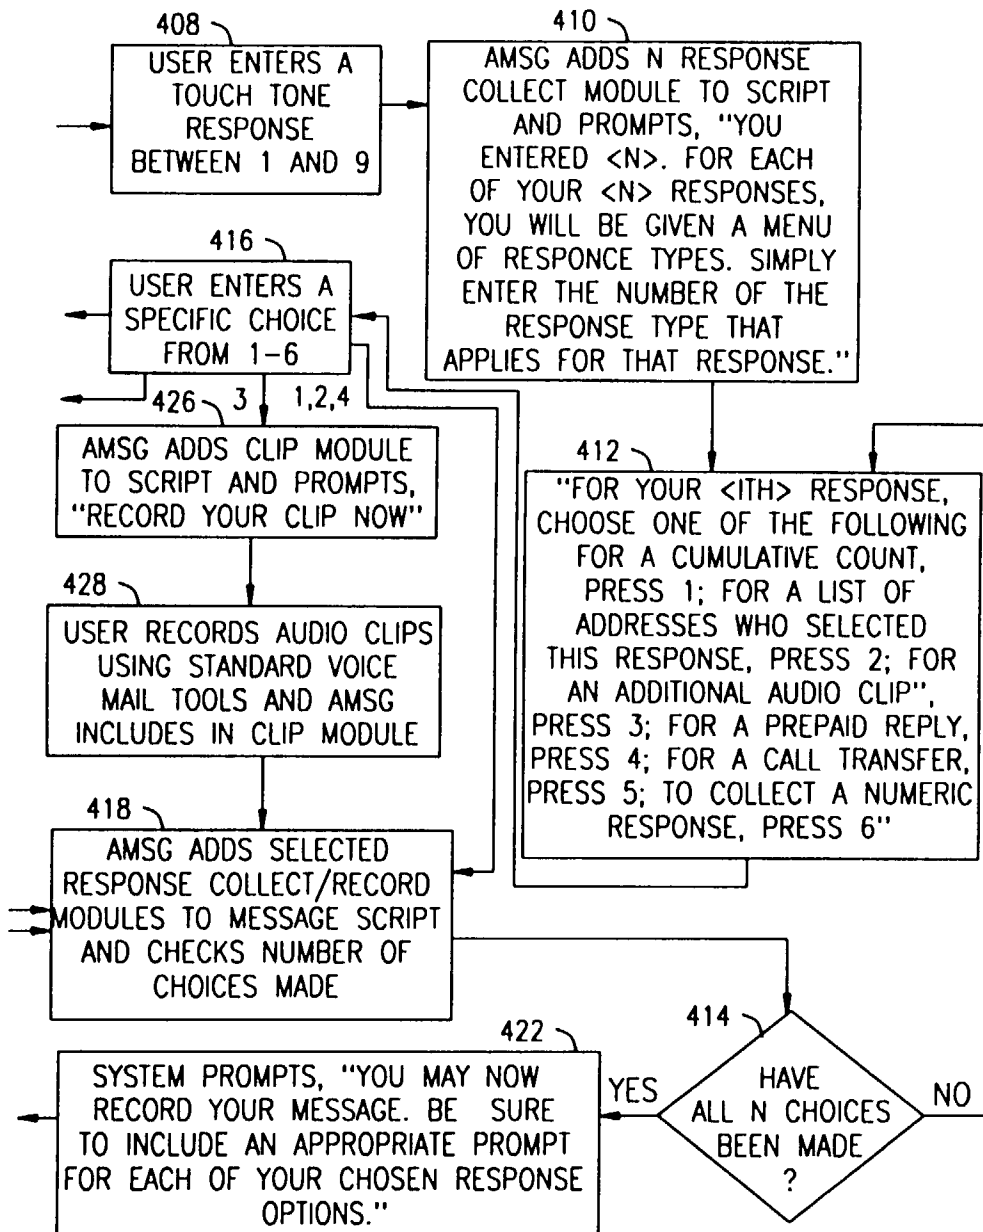 408
USER ENTERS A
TOUCH TONE
RESPONSE
BETWEEN 1 AND 9
410
AMSG ADDS N RESPONSE
COLLECT MODULE TO SCRIPT
AND PROMPTS, "YOU
ENTERED <N>. FOR EACH
OF YOUR <N> RESPONSES,
YOU WILL BE GIVEN A MENU
OF RESPONCE TYPES. SIMPLY
ENTER THE NUMBER OF THE
RESPONSE TYPE THAT
APPLIES FOR THAT RESPONSE."
416
USER ENTERS A
SPECIFIC CHOICE
FROM 1-6
3
1,2,4
426
AMSG ADDS CLIP MODULE
TO SCRIPT AND PROMPTS,
"RECORD YOUR CLIP NOW"
412
"FOR YOUR <ITH> RESPONSE,
CHOOSE ONE OF THE FOLLOWING
FOR A CUMULATIVE COUNT,
PRESS 1; FOR A LIST OF
ADDRESSES WHO SELECTED
THIS RESPONSE, PRESS 2; FOR
AN ADDITIONAL AUDIO CLIP",
PRESS 3; FOR A PREPAID REPLY,
PRESS 4; FOR A CALL TRANSFER,
PRESS 5; TO COLLECT A NUMERIC
RESPONSE, PRESS 6"
428
USER RECORDS AUDIO CLIPS
USING STANDARD VOICE
MAIL TOOLS AND AMSG
INCLUDES IN CLIP MODULE
418
AMSG ADDS SELECTED
RESPONSE COLLECT/RECORD
MODULES TO MESSAGE SCRIPT
AND CHECKS NUMBER OF
CHOICES MADE
414
HAVE
ALL N CHOICES
BEEN MADE
?
YES
NO
422
SYSTEM PROMPTS, "YOU MAY NOW
RECORD YOUR MESSAGE. BE SURE
TO INCLUDE AN APPROPRIATE PROMPT
FOR EACH OF YOUR CHOSEN RESPONSE
OPTIONS."